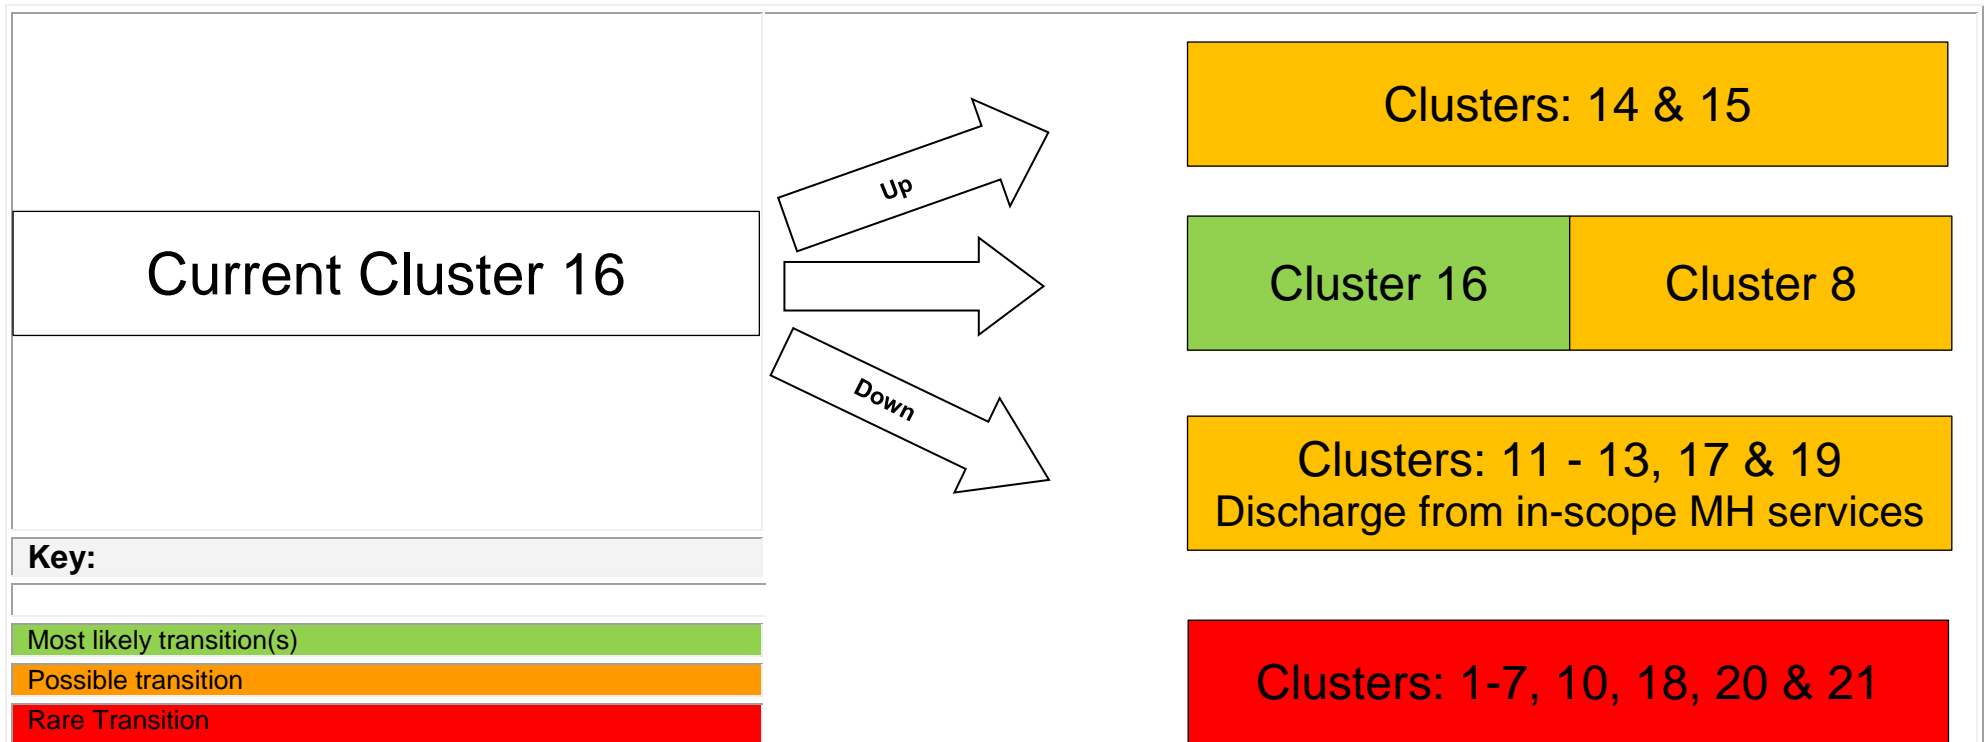 Clusters: 14 & 15
Up
Current Cluster 16
Cluster 16
Cluster 8
Down
Clusters: 11 - 13, 17 & 19
Discharge from in-scope MH services
Key:
Most likely transition(s)
Possible transition
Rare Transition
Clusters: 1-7, 10, 18, 20 & 21